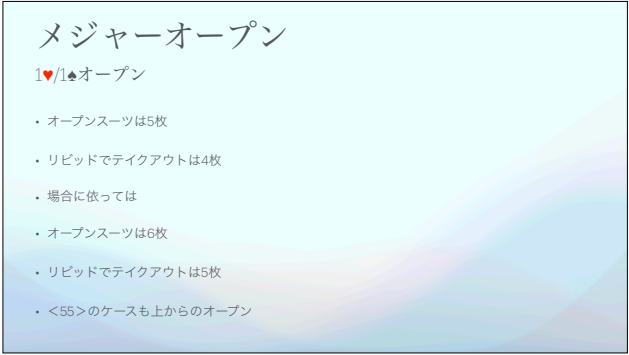 メジャーオープン
1♥/1♠オープン
• オープンスーツは5枚
• リビッドでテイクアウトは4枚
• 場合に依っては
• オープンスーツは6枚
• リビッドでテイクアウトは5枚
• <55>のケースも上からのオープン